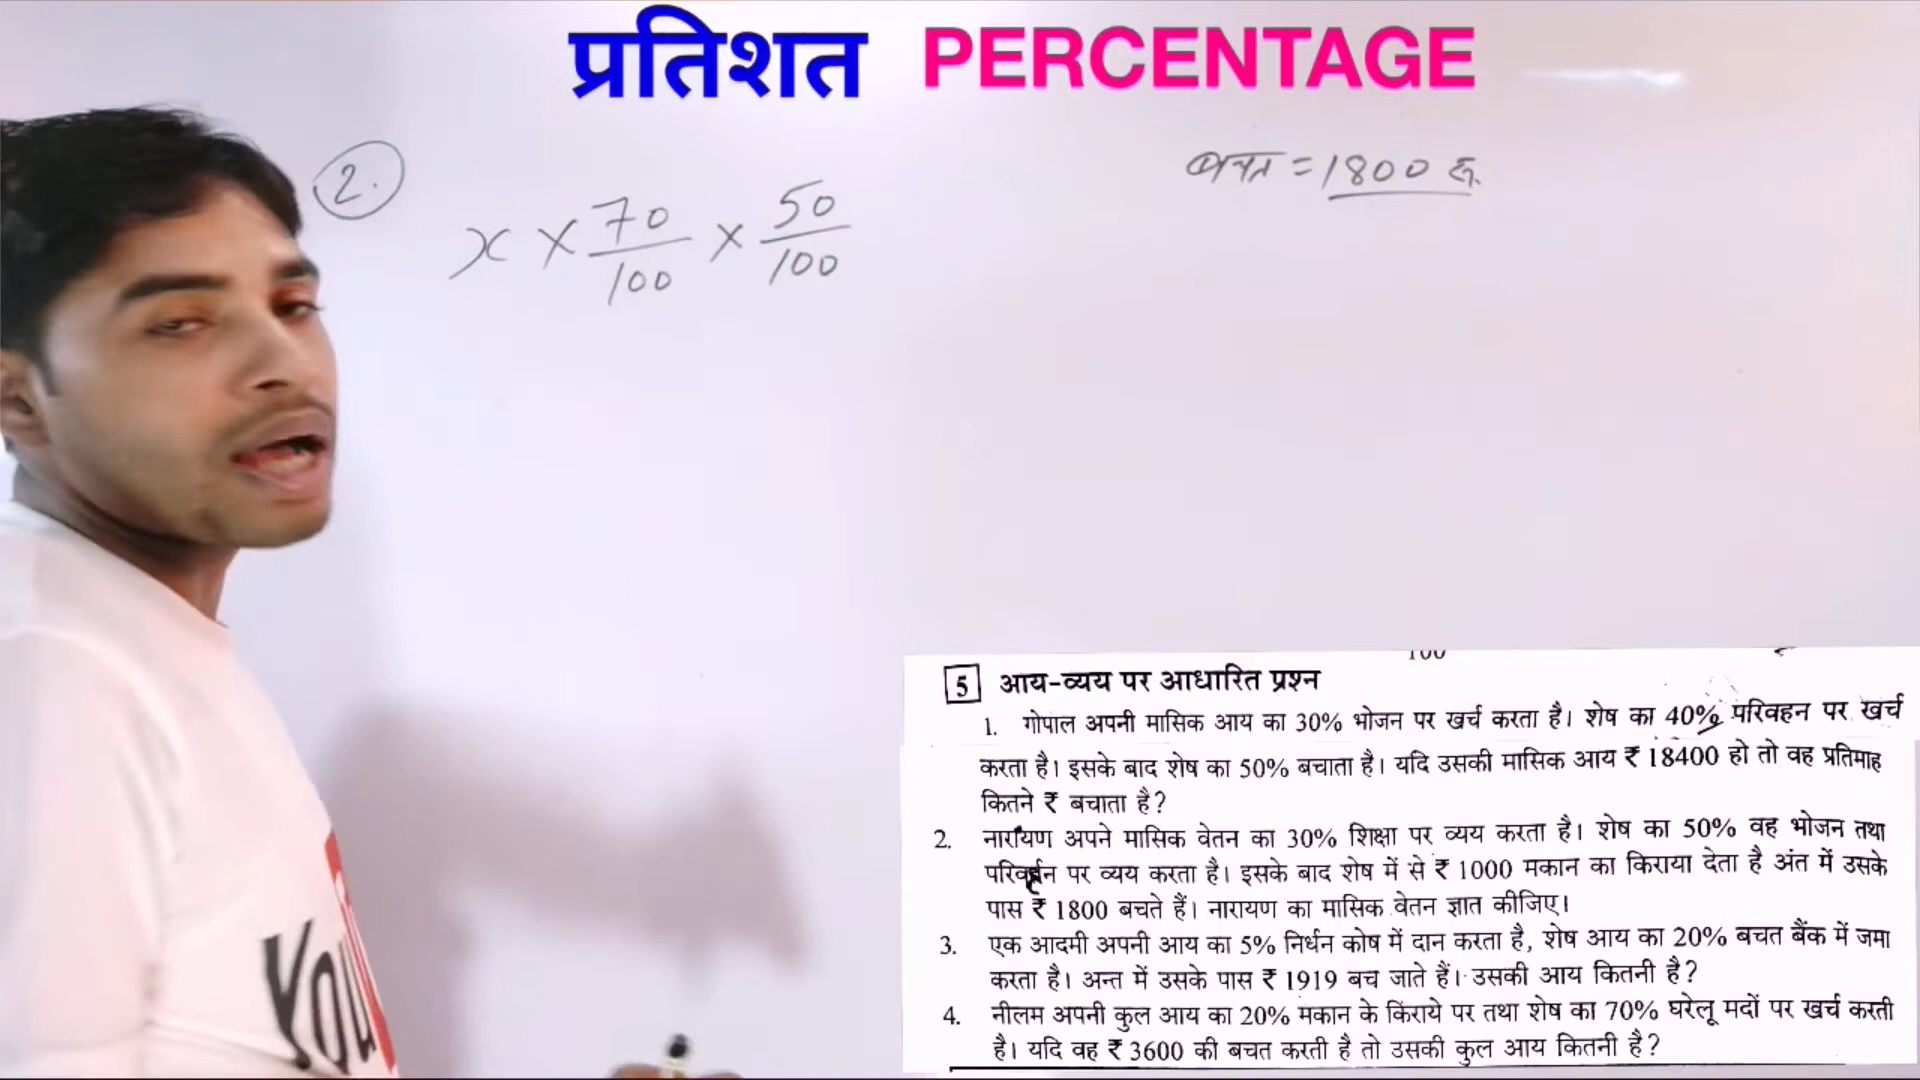 प्रतिशत PERCENTAGE
2.
x × 70/100 × 50/100
बचत = 1800 रु.
You
100
5 आय-व्यय पर आधारित प्रश्न
1. गोपाल अपनी मासिक आय का 30% भोजन पर खर्च करता है। शेष का 40% परिवहन पर खर्च
करता है। इसके बाद शेष का 50% बचाता है। यदि उसकी मासिक आय ₹ 18400 हो तो वह प्रतिमाह
कितने ₹ बचाता है?
2. नारायण अपने मासिक वेतन का 30% शिक्षा पर व्यय करता है। शेष का 50% वह भोजन तथा
पर व्यय करता है। इसके बाद शेष में से ₹ 1000 मकान का किराया देता है अंत में उसके
पास ₹ 1800 बचते हैं। नारायण का मासिक वेतन ज्ञात कीजिए।
3. एक आदमी अपनी आय का 5% निर्धन कोष में दान करता है, शेष आय का 20% बचत बैंक में जमा
करता है। अन्त में उसके पास ₹ 1919 बच जाते हैं। उसकी आय कितनी है?
4. नीलम अपनी कुल आय का 20% मकान के किराये पर तथा शेष का 70% घरेलू मदों पर खर्च करती
है। यदि वह ₹ 3600 की बचत करती है तो उसकी कुल आय कितनी है?